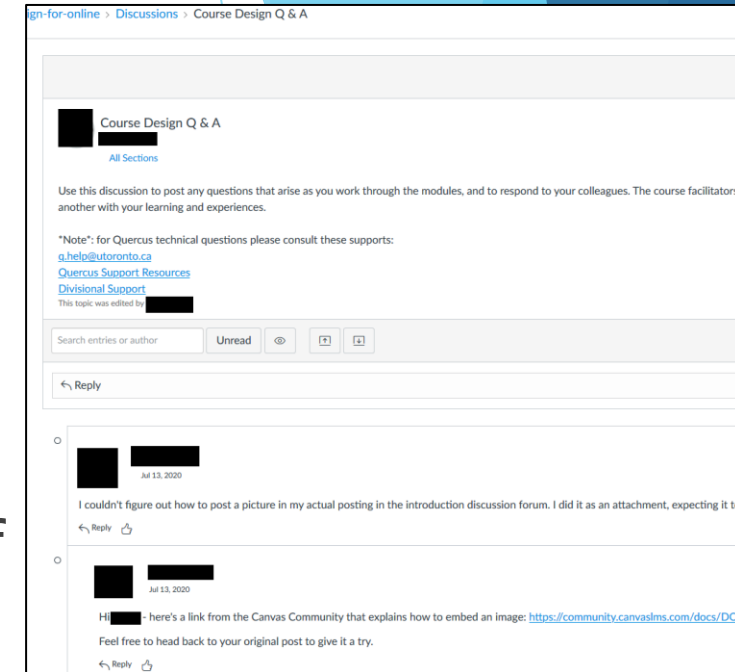 ign-for-online > Discussions > Course Design Q & A
Course Design Q & A
All Sections
Use this discussion to post any questions that arise as you work through the modules, and to respond to your colleagues. The course facilitators
another with your learning and experiences.
*Note*: for Quercus technical questions please consult these supports:
q.help@utoronto.ca
Quercus Support Resources
Divisional Support
This topic was edited by
Search entries or author Unread
Reply
Jul 13, 2020
I couldn't figure out how to post a picture in my actual posting in the introduction discussion forum. I did it as an attachment, expecting it t
Reply
Jul 13, 2020
Hi - here's a link from the Canvas Community that explains how to embed an image: https://community.canvaslms.com/docs/DO
Feel free to head back to your original post to give it a try.
Reply